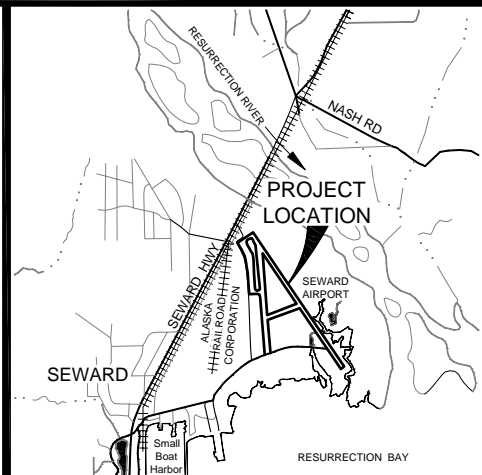 RESURRECTION RIVER
NASH RD
PROJECT
LOCATION
SEWARD HWY
ALASKA
RAILROAD
CORPORATION
SEWARD
AIRPORT
SEWARD
Small
Boat
Harbor
RESURRECTION BAY